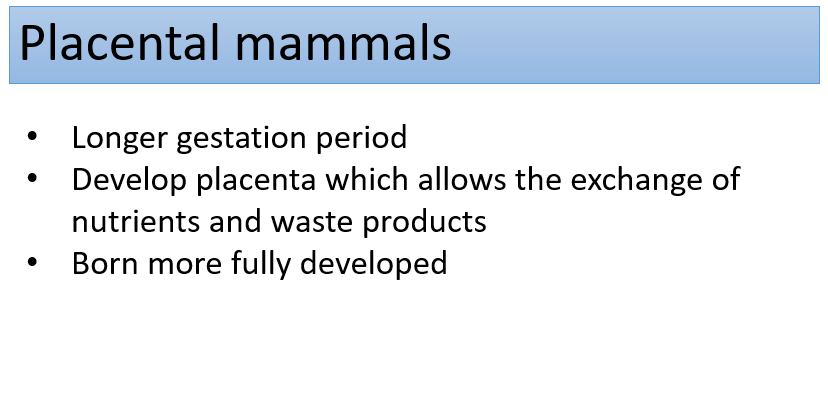 Placental mammals
• Longer gestation period
• Develop placenta which allows the exchange of
nutrients and waste products
• Born more fully developed